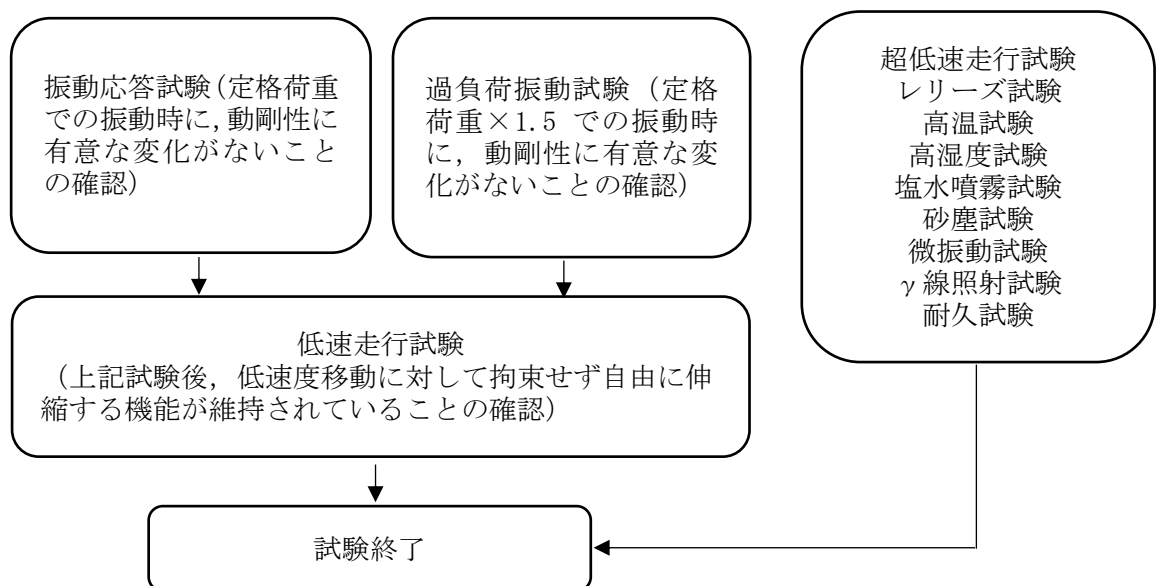 振動応答試験(定格荷重
での振動時に,動剛性に
有意な変化がないこと
の確認)
過負荷振動試験（定格
荷重×1.5 での振動時
に，動剛性に有意な変
化がないことの確認）
超低速走行試験
レリーズ試験
高温試験
高湿度試験
塩水噴霧試験
砂塵試験
微振動試験
γ線照射試験
耐久試験
低速走行試験
（上記試験後，低速度移動に対して拘束せず自由に伸
縮する機能が維持されていることの確認）
試験終了